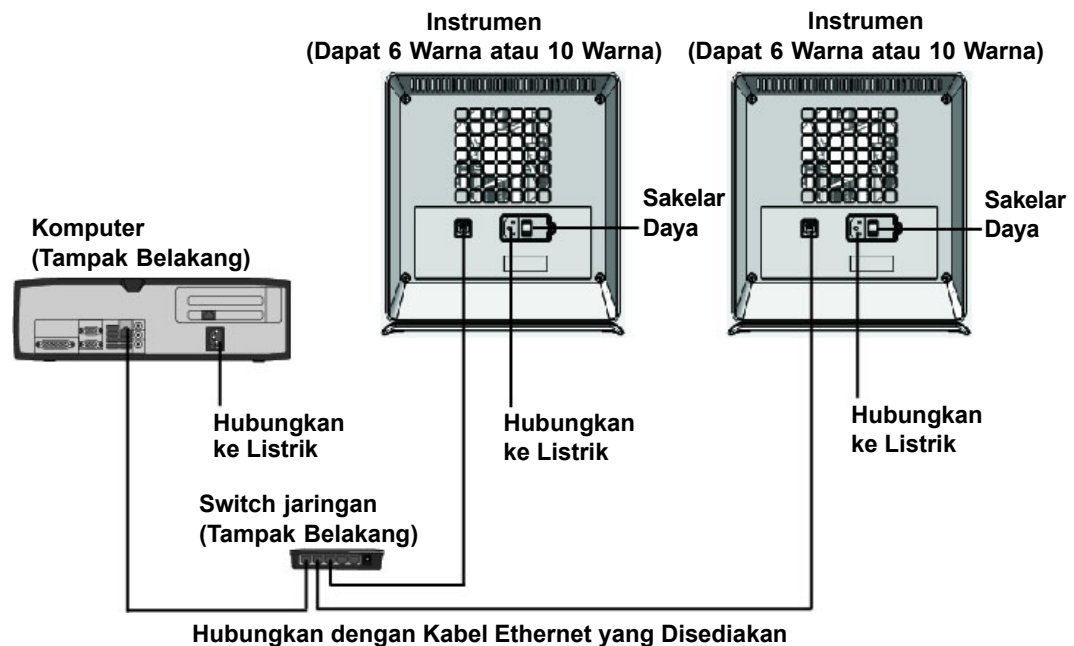 Instrumen
(Dapat 6 Warna atau 10 Warna)
Instrumen
(Dapat 6 Warna atau 10 Warna)
Sakelar
Daya
Sakelar
Daya
Komputer
(Tampak Belakang)
Hubungkan
ke Listrik
Hubungkan
ke Listrik
Hubungkan
ke Listrik
Switch jaringan
(Tampak Belakang)
Hubungkan dengan Kabel Ethernet yang Disediakan